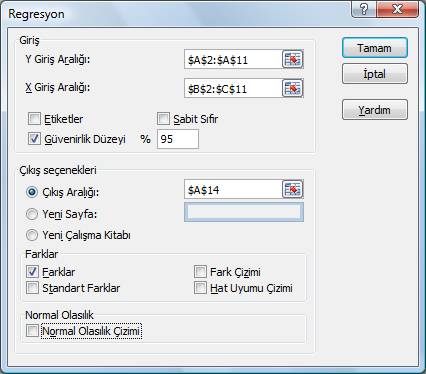 Regresyon
Giriş
Y Giriş Aralığı: $A$2:$A$11
X Giriş Aralığı: $B$2:$C$11
Etiketler Sabit Sıfır
Güvenirlik Düzeyi % 95
Tamam
İptal
Yardım
Çıkış seçenekleri
Çıkış Aralığı: $A$14
Yeni Sayfa:
Yeni Çalışma Kitabı
Farklar
Farklar Fark Çizimi
Standart Farklar Hat Uyumu Çizimi
Normal Olasılık
Normal Olasılık Çizimi